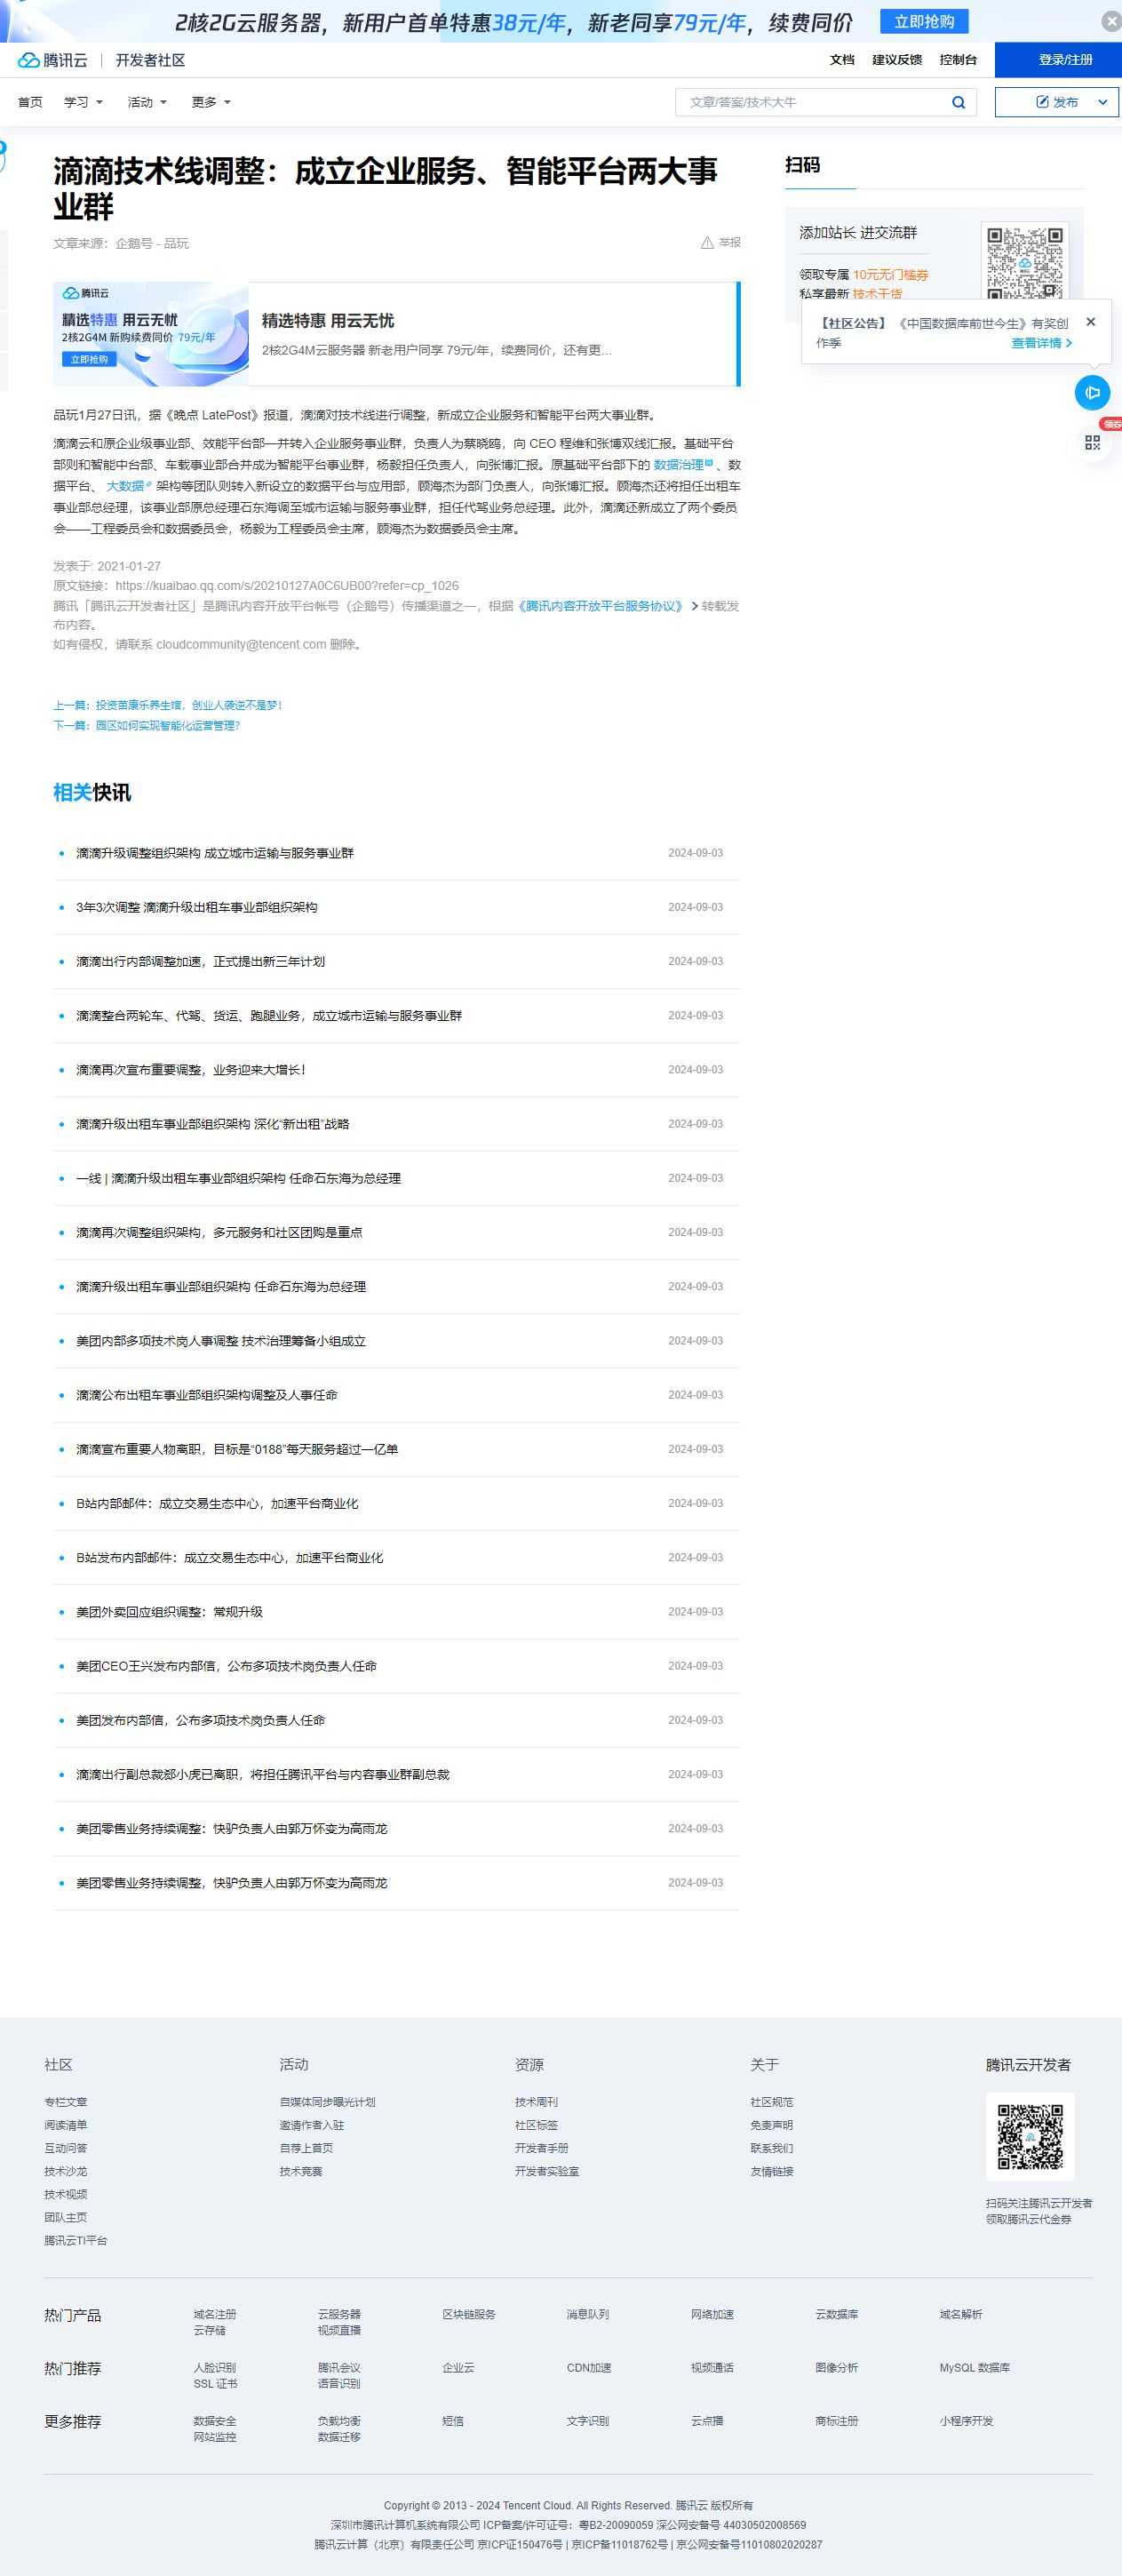 2核2G云服务器，新用户首单特惠38元/年，新老同享79元/年，续费同价 立即抢购
腾讯云 | 开发者社区
文档 建议反馈 控制台 登录/注册
首页 学习 活动 更多
文章/答案/技术大牛
发布
滴滴技术线调整：成立企业服务、智能平台两大事
业群
文章来源：企鹅号 - 品玩
举报
腾讯云
精选特惠 用云无忧
2核2G4M 新购续费同价 79元/年
立即抢购
精选特惠 用云无忧
2核2G4M云服务器 新老用户同享 79元/年，续费同价，还有更...
品玩1月27日讯，据《晚点 LatePost》报道，滴滴对技术线进行调整，新成立企业服务和智能平台两大事业群。
滴滴云和原企业级事业部、效能平台部一并转入企业服务事业群，负责人为蔡晓鸥，向 CEO 程维和张博双线汇报。基础平台
部则和智能中台部、车载事业部合并成为智能平台事业群，杨毅担任负责人，向张博汇报。原基础平台部下的 数据治理 、数
据平台、 大数据 架构等团队则转入新设立的数据平台与应用部，顾海杰为部门负责人，向张博汇报。顾海杰还将担任出租车
事业部总经理，该事业部原总经理石东海调至城市运输与服务事业群，担任代驾业务总经理。此外，滴滴还新成立了两个委员
会——工程委员会和数据委员会，杨毅为工程委员会主席，顾海杰为数据委员会主席。
发表于: 2021-01-27
原文链接：https://kuaibao.qq.com/s/20210127A0C6UB00?refer=cp_1026
腾讯「腾讯云开发者社区」是腾讯内容开放平台帐号（企鹅号）传播渠道之一，根据《腾讯内容开放平台服务协议》 转载发
布内容。
如有侵权，请联系 cloudcommunity@tencent.com 删除。
上一篇：投资苗康乐养生馆，创业人袭逆不是梦！
下一篇：园区如何实现智能化运营管理？
扫码
添加站长 进交流群
领取专属 10元无门槛券
私享最新 技术干货
【社区公告】 《中国数据库前世今生》有奖创
作季 查看详情
领券
相关快讯
滴滴升级调整组织架构 成立城市运输与服务事业群 2024-09-03
3年3次调整 滴滴升级出租车事业部组织架构 2024-09-03
滴滴出行内部调整加速，正式提出新三年计划 2024-09-03
滴滴整合两轮车、代驾、货运、跑腿业务，成立城市运输与服务事业群 2024-09-03
滴滴再次宣布重要调整，业务迎来大增长！ 2024-09-03
滴滴升级出租车事业部组织架构 深化“新出租”战略 2024-09-03
一线 | 滴滴升级出租车事业部组织架构 任命石东海为总经理 2024-09-03
滴滴再次调整组织架构，多元服务和社区团购是重点 2024-09-03
滴滴升级出租车事业部组织架构 任命石东海为总经理 2024-09-03
美团内部多项技术岗人事调整 技术治理筹备小组成立 2024-09-03
滴滴公布出租车事业部组织架构调整及人事任命 2024-09-03
滴滴宣布重要人物离职，目标是“0188”每天服务超过一亿单 2024-09-03
B站内部邮件：成立交易生态中心，加速平台商业化 2024-09-03
B站发布内部邮件：成立交易生态中心，加速平台商业化 2024-09-03
美团外卖回应组织调整：常规升级 2024-09-03
美团CEO王兴发布内部信，公布多项技术岗负责人任命 2024-09-03
美团发布内部信，公布多项技术岗负责人任命 2024-09-03
滴滴出行副总裁郄小虎已离职，将担任腾讯平台与内容事业群副总裁 2024-09-03
美团零售业务持续调整：快驴负责人由郭万怀变为高雨龙 2024-09-03
美团零售业务持续调整，快驴负责人由郭万怀变为高雨龙 2024-09-03
社区
专栏文章
阅读清单
互动问答
技术沙龙
技术视频
团队主页
腾讯云TI平台
活动
自媒体同步曝光计划
邀请作者入驻
自荐上首页
技术竞赛
资源
技术周刊
社区标签
开发者手册
开发者实验室
关于
社区规范
免责声明
联系我们
友情链接
腾讯云开发者
扫码关注腾讯云开发者
领取腾讯云代金券
热门产品 域名注册 云服务器 区块链服务 消息队列 网络加速 云数据库 域名解析
云存储 视频直播
热门推荐 人脸识别 腾讯会议 企业云 CDN加速 视频通话 图像分析 MySQL 数据库
SSL 证书 语音识别
更多推荐 数据安全 负载均衡 短信 文字识别 云点播 商标注册 小程序开发
网站监控 数据迁移
Copyright © 2013 - 2024 Tencent Cloud. All Rights Reserved. 腾讯云 版权所有
深圳市腾讯计算机系统有限公司 ICP备案/许可证号：粤B2-20090059 深公网安备号 44030502008569
腾讯云计算（北京）有限责任公司 京ICP证150476号 | 京ICP备11018762号 | 京公网安备号11010802020287